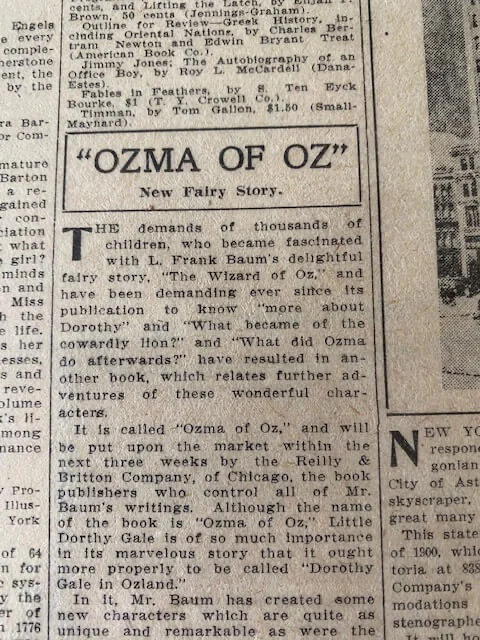 Engels
e every
comple-
nerstone
ent, the
by the
ra Bar-
or Com-
mature
Barton
a re-
gained
con-
ciation
what
e girl?
minds
n and
Miss
h the
e life.
s her
esses,
s and
reve-
olume
k's li-
mong
nance
y Pro-
Illus-
York
of 64
n for
c sys-
y the
er of
n 1776
cents, and Lifting the Latch, by
Brown, 50 cents (Jennings-Graham).
Outline for Review—Greek History, in-
cluding Oriental Nations, by Charles Ber-
tram Newton and Edwin Bryant Treat
(American Book Co.).
Jimmy Jones; The Autobiography of an
Office Boy, by Roy L. McCardell (Dana-
Estes).
Fables in Feathers, by S. Ten Eyck
Bourke, $1 (T. Y. Crowell Co.).
Timman, by Tom Gallon, $1.50 (Small-
Maynard).
"OZMA OF OZ"
New Fairy Story.
THE demands of thousands of
children, who became fascinated
with L. Frank Baum's delightful
fairy story, "The Wizard of Oz," and
have been demanding ever since its
publication to know "more about
Dorothy" and "What became of the
cowardly lion?" and "What did Ozma
do afterwards?" have resulted in an-
other book, which relates further ad-
ventures of these wonderful char-
acters.
It is called "Ozma of Oz," and will
be put upon the market within the
next three weeks by the Reilly &
Britton Company, of Chicago, the book
publishers who control all of Mr.
Baum's writings. Although the name
of the book is "Ozma of Oz," Little
Dorthy Gale is of so much importance
in its marvelous story that it ought
more properly to be called "Dorothy
Gale in Ozland."
In it, Mr. Baum has created some
new characters which are quite as
unique and remarkable as were the
NEW YO
respon
gonian
City of Ast
skyscraper,
great many
This state
of 1900, whic
toria at 838
Company's
modations
stenographe
It will be